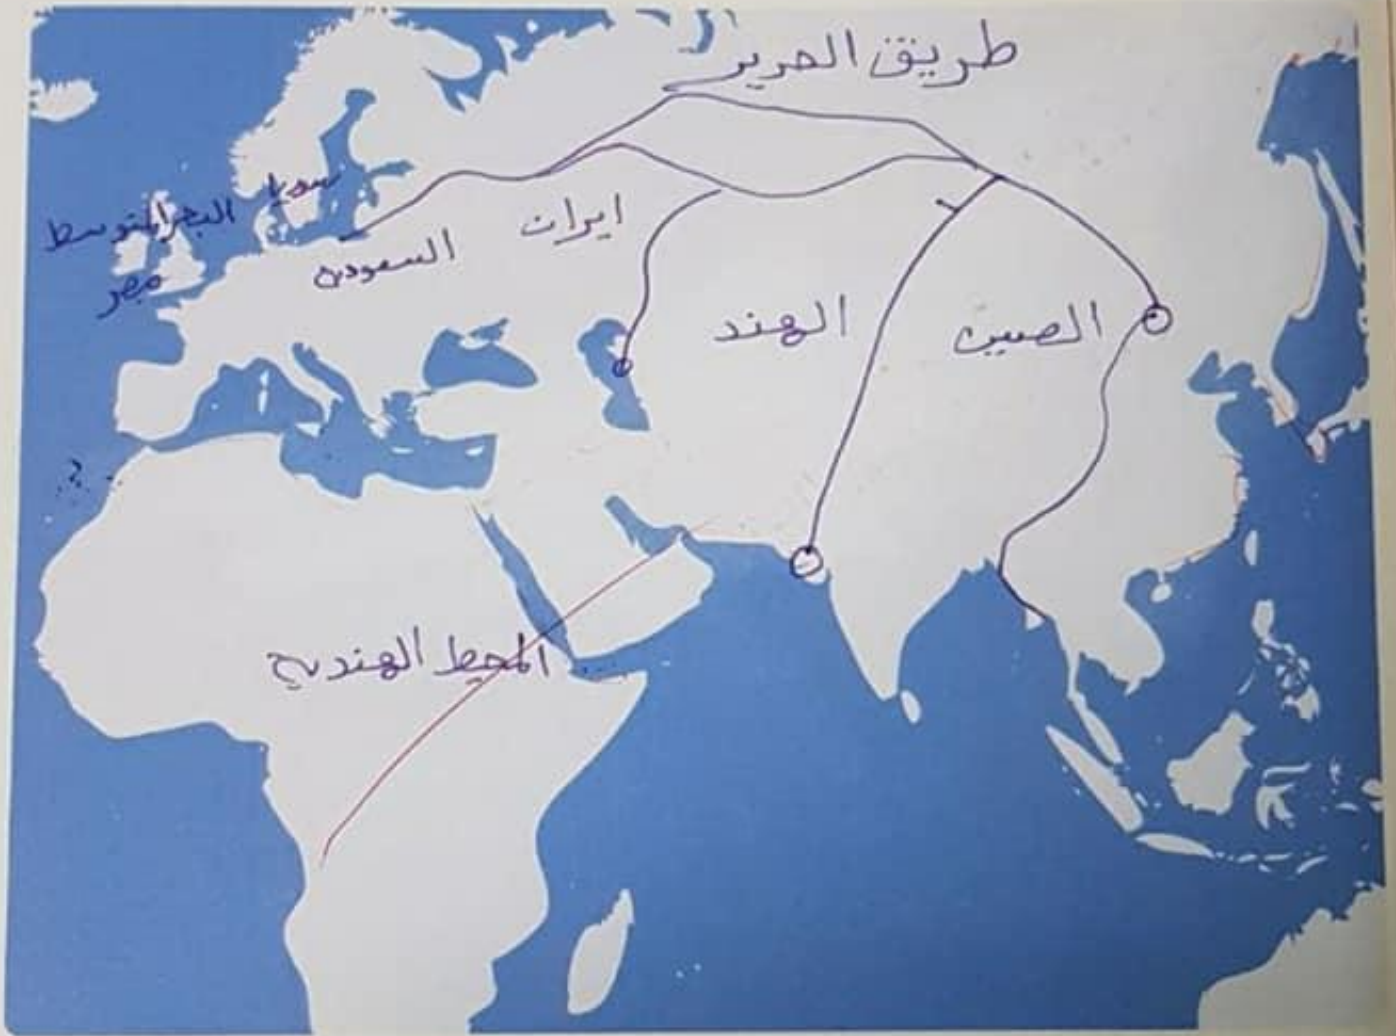 طريق الحرير
سوريا
البحر المتوسط
مصر
السعودية
ايران
الهند
الصين
المحيط الهندي